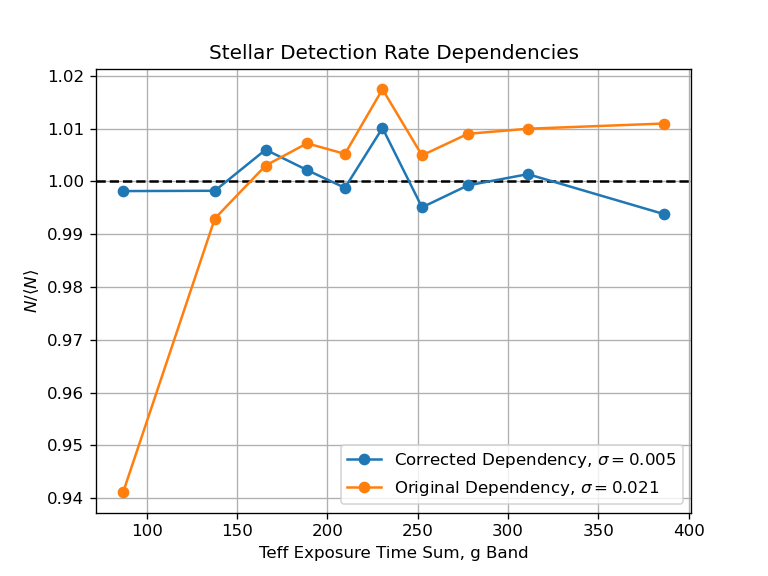 Stellar Detection Rate Dependencies
1.02
1.01
1.00
0.99
0.98
0.97
0.96
0.95
0.94
N/⟨N⟩
100 150 200 250 300 350 400
Teff Exposure Time Sum, g Band
Corrected Dependency, σ = 0.005
Original Dependency, σ = 0.021